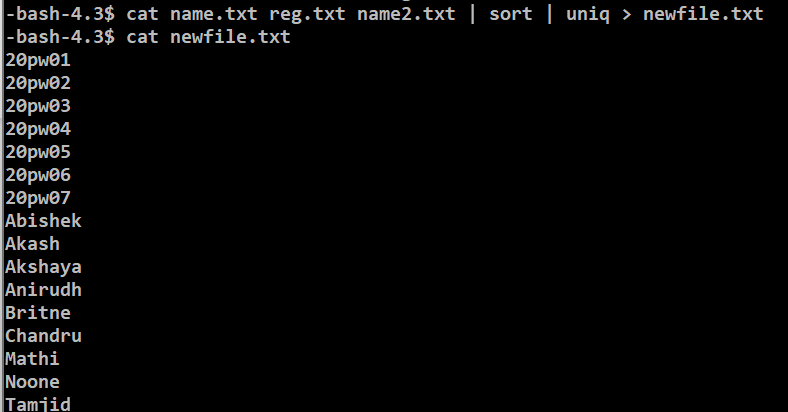 -bash-4.3$ cat name.txt reg.txt name2.txt | sort | uniq > newfile.txt
-bash-4.3$ cat newfile.txt
20pw01
20pw02
20pw03
20pw04
20pw05
20pw06
20pw07
Abishek
Akash
Akshaya
Anirudh
Britne
Chandru
Mathi
Noone
Tamjid